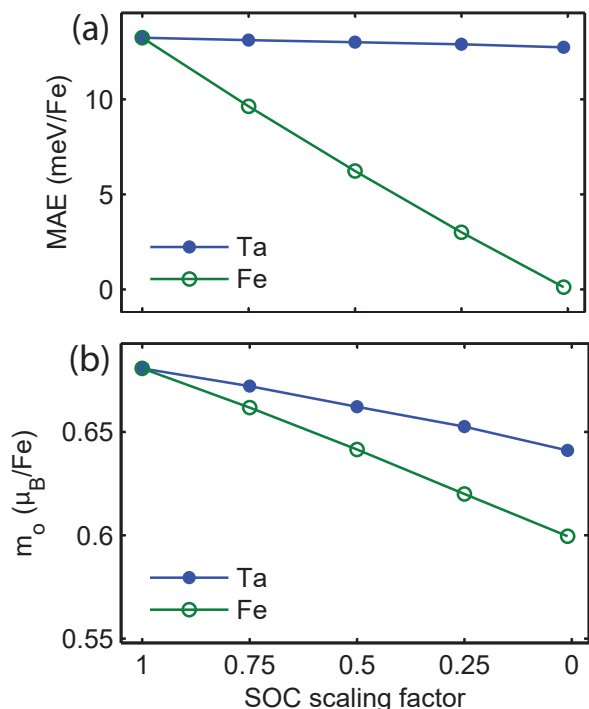 (a)
MAE (meV/Fe)
10
5
0
Ta
Fe
(b)
m_o (μ_B/Fe)
0.65
0.6
0.55
Ta
Fe
1 0.75 0.5 0.25 0
SOC scaling factor